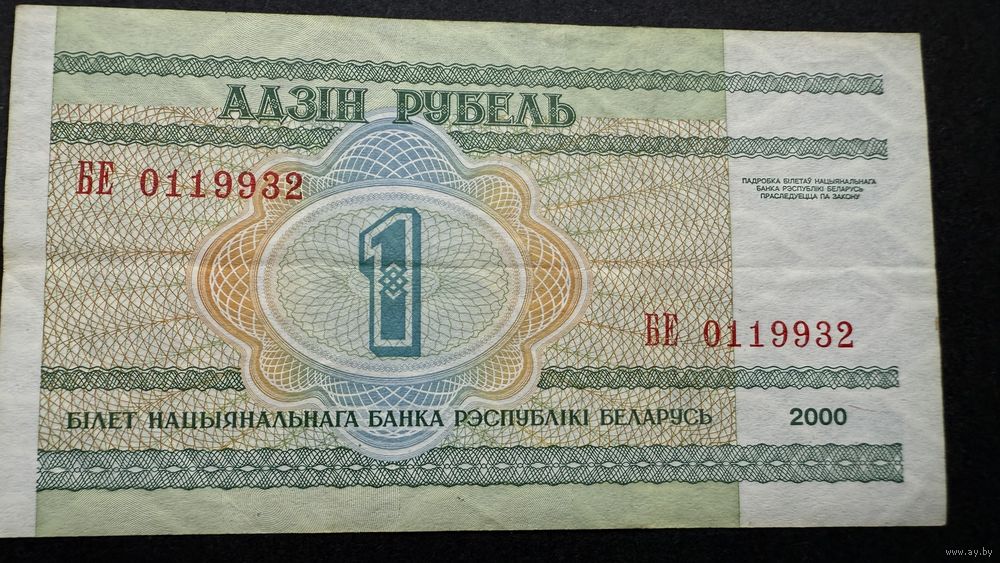 АДЗІН РУБЕЛЬ
БЕ 0119932
ПАДРОБКА БІЛЕТАЎ НАЦЫЯНАЛЬНАГА
БАНКА РЭСПУБЛІКІ БЕЛАРУСЬ
ПРАСЛЕДУЕЦЦА ПА ЗАКОНУ
1
БЕ 0119932
БІЛЕТ НАЦЫЯНАЛЬНАГА БАНКА РЭСПУБЛІКІ БЕЛАРУСЬ 2000
www.ay.by